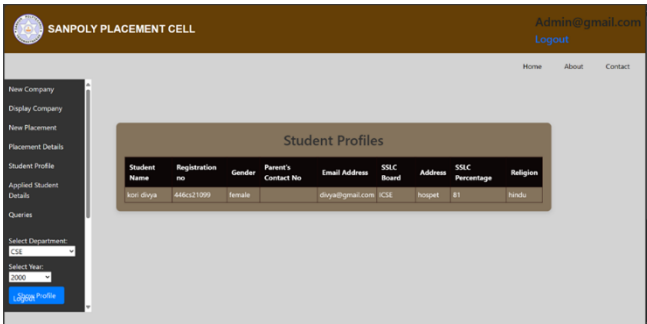 SANPOLY PLACEMENT CELL
Admin@gmail.com
Logout
Home About Contact
New Company
Display Company
New Placement
Placement Details
Student Profile
Applied Student
Details
Queries
Select Department:
CSE
Select Year:
2000
Show Profile
Logout
Student Profiles
Student Name Registration no Gender Parent's Contact No Email Address SSLC Board Address SSLC Percentage Religion
kori divya 446cs21099 female divya@gmail.com ICSE hospet 81 hindu